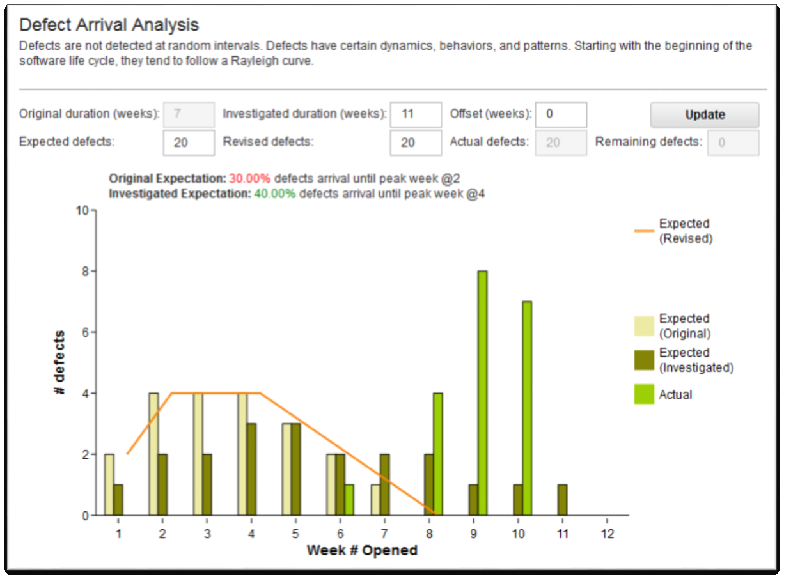 Defect Arrival Analysis
Defects are not detected at random intervals. Defects have certain dynamics, behaviors, and patterns. Starting with the beginning of the
software life cycle, they tend to follow a Rayleigh curve.
Original duration (weeks): 7 Investigated duration (weeks): 11 Offset (weeks): 0 Update
Expected defects: 20 Revised defects: 20 Actual defects: 20 Remaining defects: 0
Original Expectation: 30.00% defects arrival until peak week @2
Investigated Expectation: 40.00% defects arrival until peak week @4
10
8
6
4
2
0
# defects
1 2 3 4 5 6 7 8 9 10 11 12
Week # Opened
Expected
(Revised)
Expected
(Original)
Expected
(Investigated)
Actual